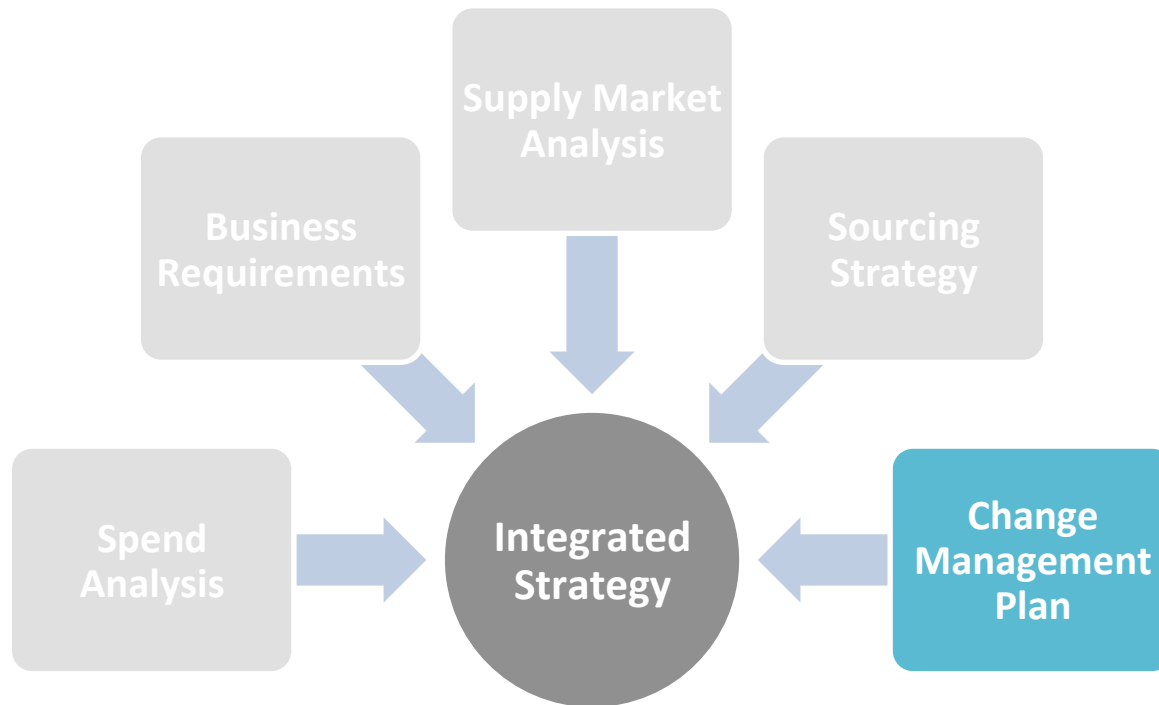 Supply Market
Analysis
Business
Requirements
Sourcing
Strategy
Spend
Analysis
Integrated
Strategy
Change
Management
Plan